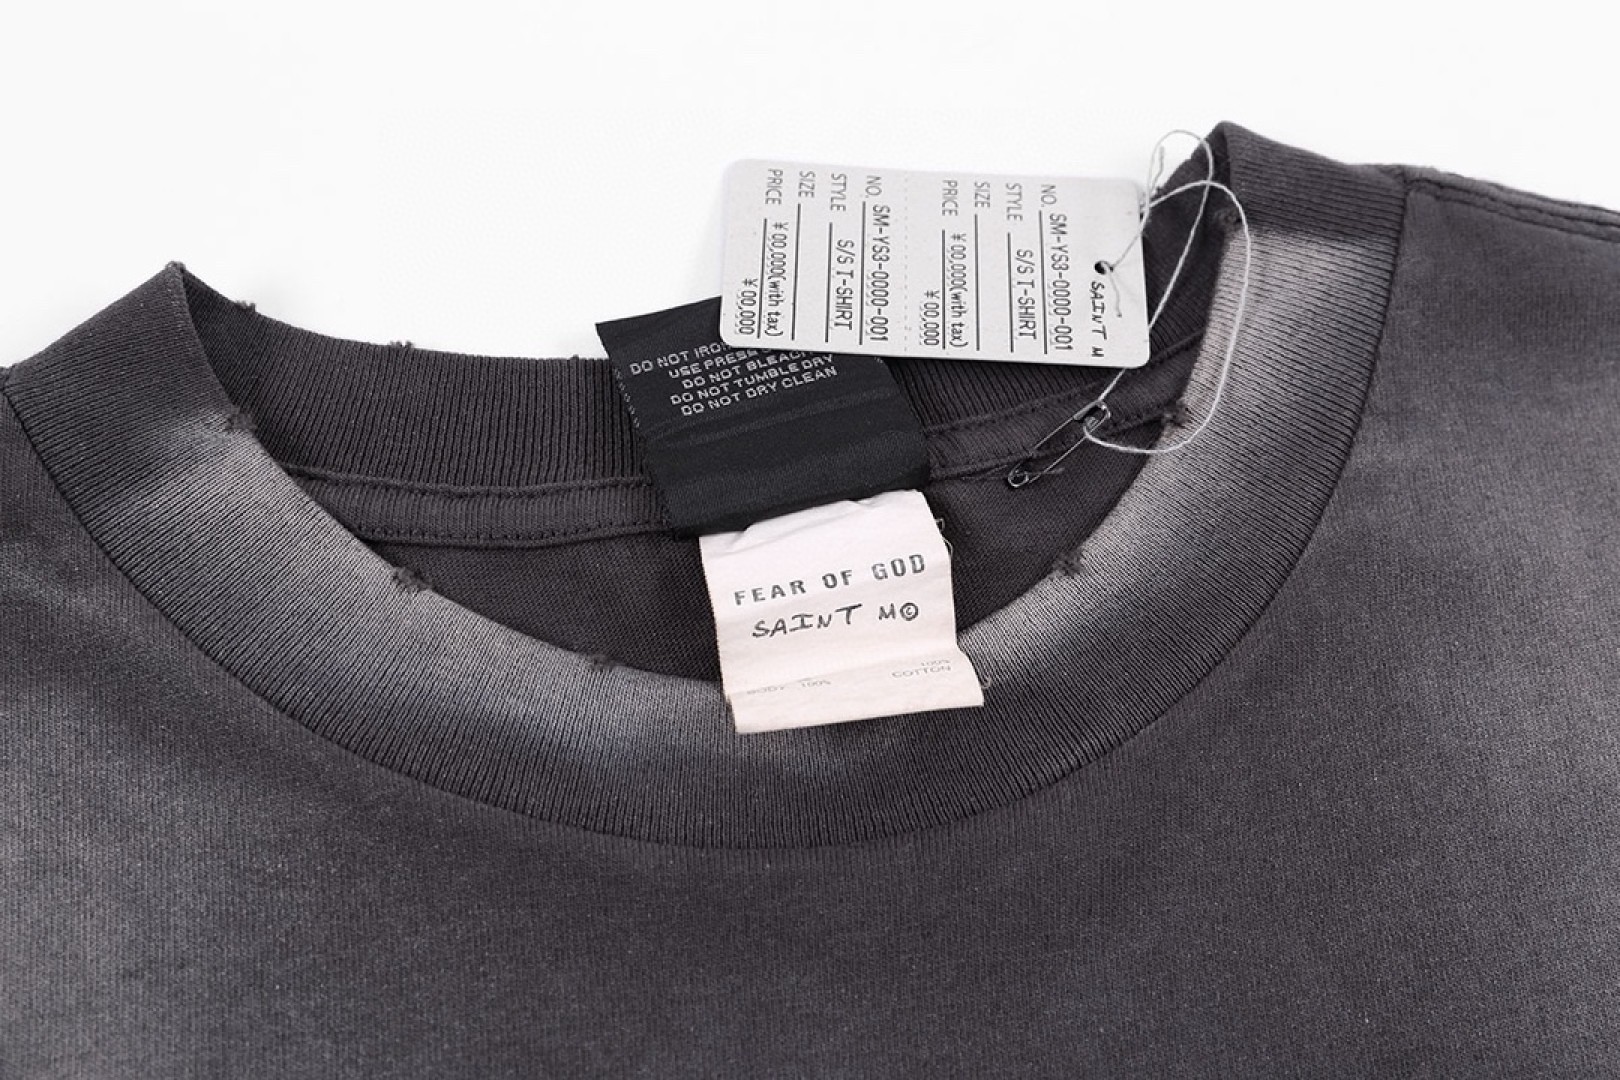 SAINT M
NO. SM-YS3-0000-001
STYLE S/S T-SHIRT
SIZE
PRICE ¥00,000(with tax)
¥00,000
NO. SM-YS3-0000-001
STYLE S/S T-SHIRT
SIZE
PRICE ¥00,000(with tax)
¥00,000
DO NOT IRON
USE PRESS
DO NOT BLEACH
DO NOT TUMBLE DRY
DO NOT DRY CLEAN
FEAR OF GOD
SAINT M©
100%
BODY 100% COTTON